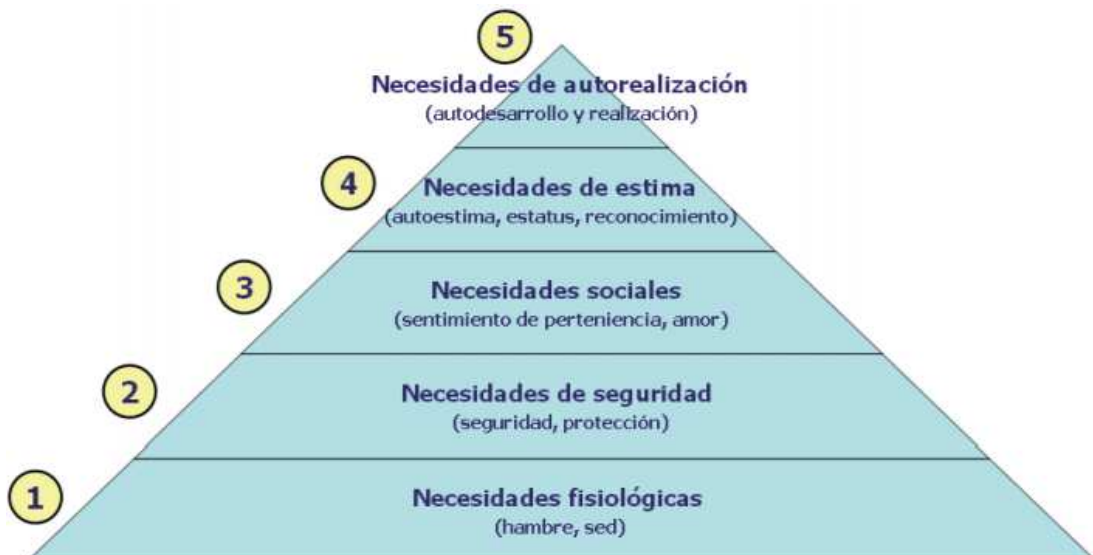 5
Necesidades de autorealización
(autodesarrollo y realización)
4
Necesidades de estima
(autoestima, estatus, reconocimiento)
3
Necesidades sociales
(sentimiento de perteniencia, amor)
2
Necesidades de seguridad
(seguridad, protección)
1
Necesidades fisiológicas
(hambre, sed)